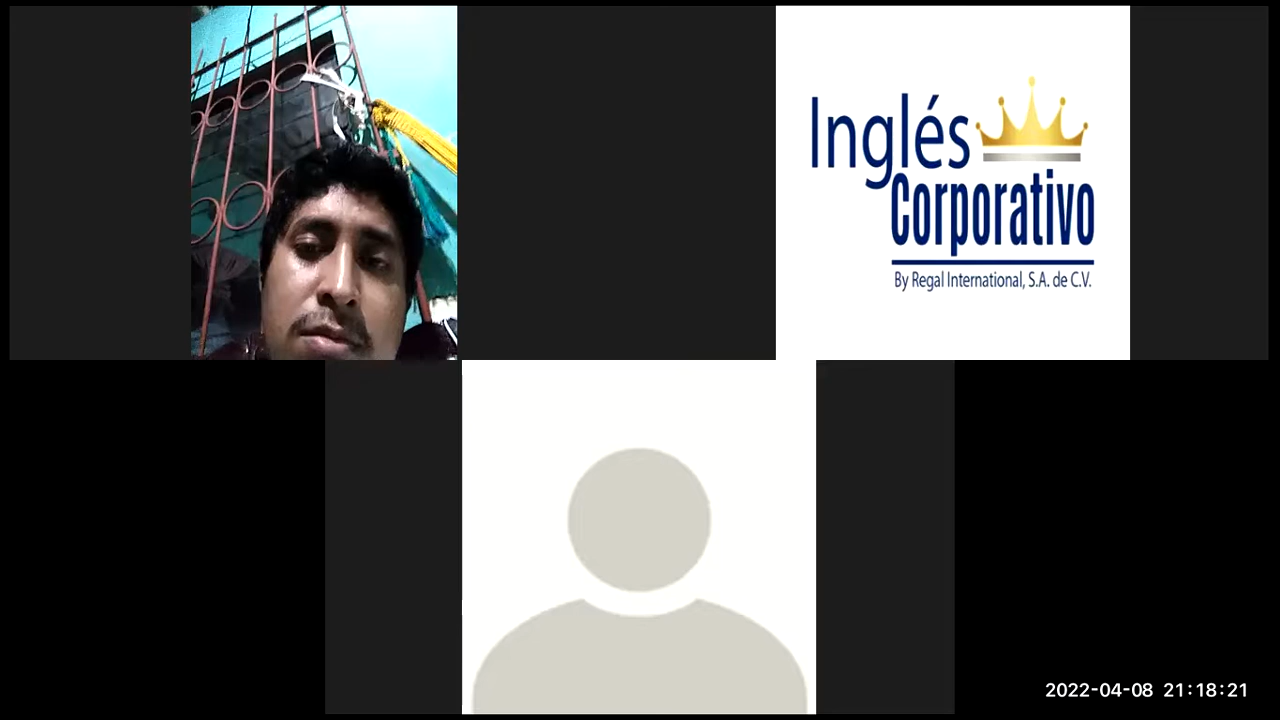 Inglés
Corporativo
By Regal International, S.A. de C.V.
2022-04-08 21:18:21